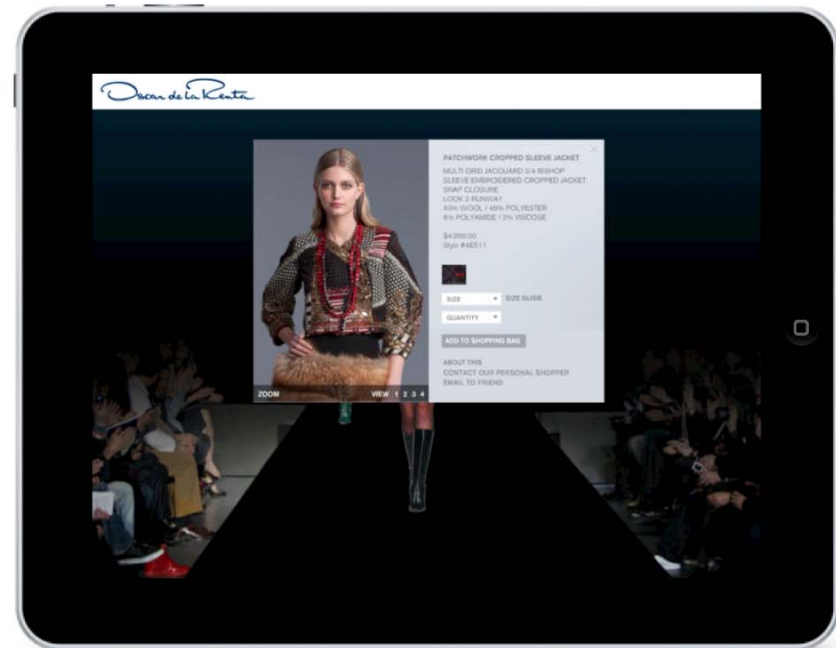 Oscar de la Renta
PATCHWORK CROPPED SLEEVE JACKET
MULTI GRID JACQUARD 3/4 BISHOP
SLEEVE EMBROIDERED CROPPED JACKET.
SNAP CLOSURE
LOOK 2 RUNWAY
43% WOOL / 49% POLYESTER
6% POLYAMIDE / 2% VISCOSE
Style #4E511
SIZE
SIZE GUIDE
QUANTITY
ADD TO SHOPPING BAG
ABOUT THIS
CONTACT OUR PERSONAL SHOPPER
EMAIL TO FRIEND
ZOOM VIEW 1 2 3 4